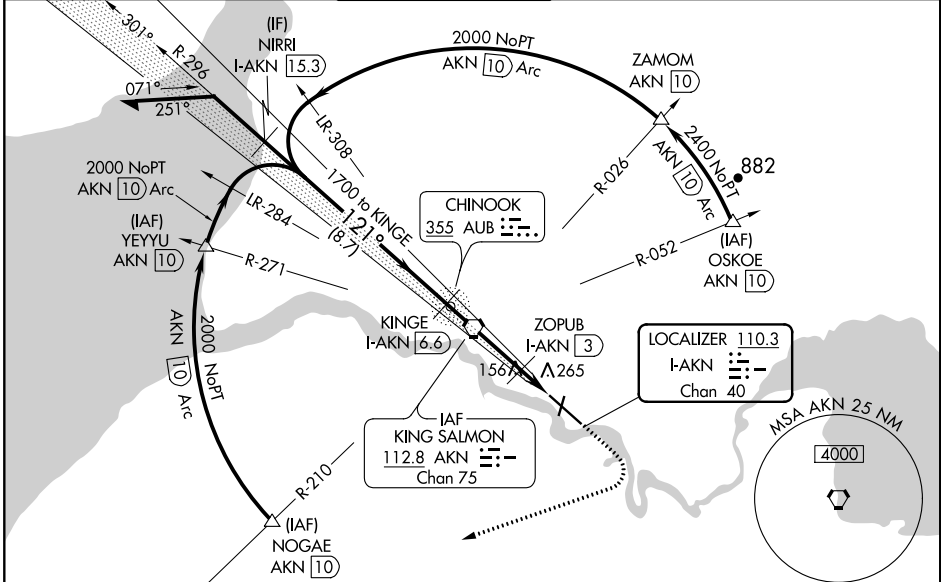 301°
R-296
(IF)
NIRRI
I-AKN 15.3
071°
251°
2000 NoPT
AKN 10 Arc
ZAMOM
AKN 10
2400 NoPT
AKN 10 Arc
882
LR-308
R-026
2000 NoPT
AKN 10 Arc
LR-284
1700 to KINGE
121°
(8.7)
CHINOOK
355 AUB
(IAF)
YEYYU
AKN 10
R-271
R-052
(IAF)
OSKOE
AKN 10
KINGE
I-AKN 6.6
ZOPUB
I-AKN 3
156
265
LOCALIZER 110.3
I-AKN
Chan 40
2000 NoPT
AKN 10 Arc
IAF
KING SALMON
112.8 AKN
Chan 75
MSA AKN 25 NM
4000
R-210
(IAF)
NOGAE
AKN 10